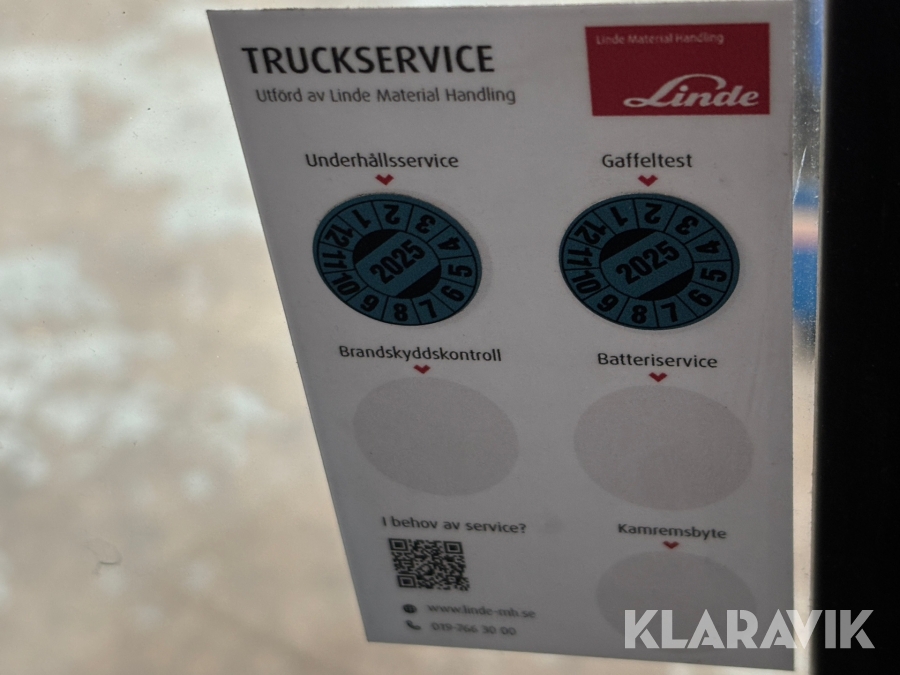 TRUCKSERVICE
Utförd av Linde Material Handling
Linde Material Handling
Linde
Underhållsservice
Gaffeltest
1 2 3 4 5 6 7 8 9 10 11 12
2025
1 2 3 4 5 6 7 8 9 10 11 12
2025
Brandskyddskontroll
Batteriservice
I behov av service?
Kamremsbyte
www.linde-mh.se
019-766 30 00
KLARAVIK